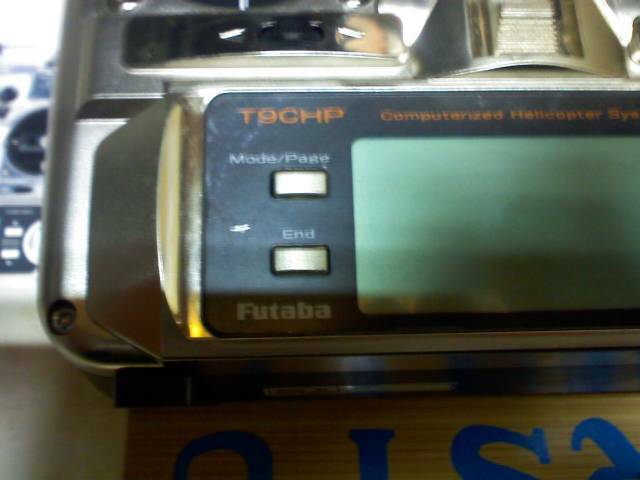 T9CHP Computerized Helicopter Sys
Mode/Page
End
Futaba